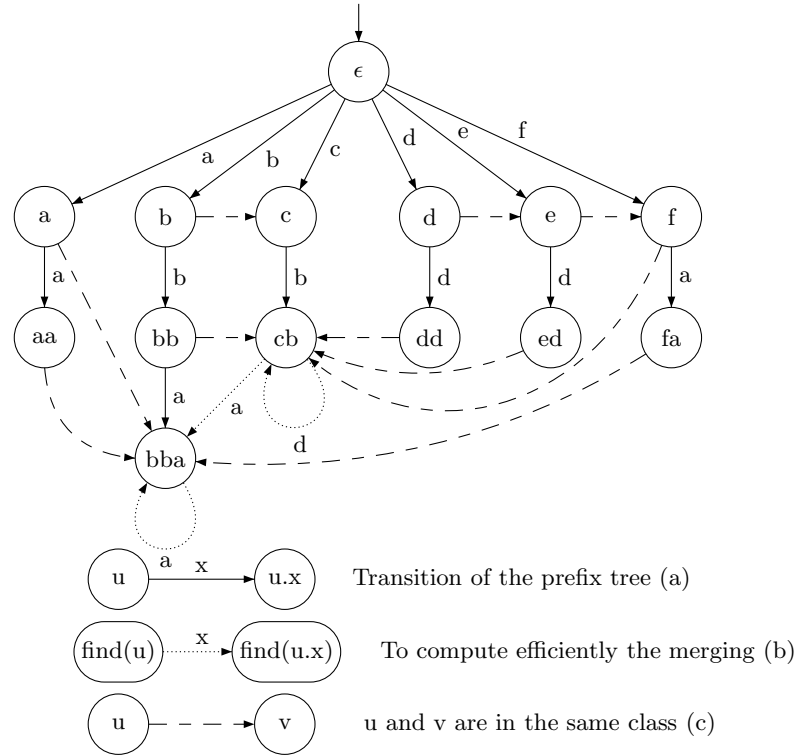 ϵ
a b c d e f
a b c d e f
a b b d d a
aa bb cb dd ed fa
a a d
bba
a
u x u.x Transition of the prefix tree (a)
find(u) x find(u.x) To compute efficiently the merging (b)
u v u and v are in the same class (c)